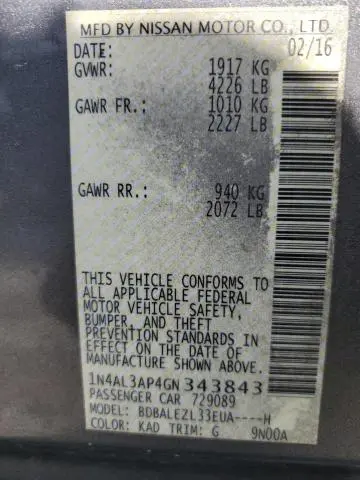 MFD BY NISSAN MOTOR CO., LTD.
DATE: 02/16
GVWR: 1917 KG
4226 LB
GAWR FR.: 1010 KG
2227 LB
GAWR RR.: 940 KG
2072 LB
THIS VEHICLE CONFORMS TO
ALL APPLICABLE FEDERAL
MOTOR VEHICLE SAFETY,
BUMPER, AND THEFT
PREVENTION STANDARDS IN
EFFECT ON THE DATE OF
MANUFACTURE SHOWN ABOVE.
1N4AL3AP4GN343843
PASSENGER CAR 729089
MODEL: BDBALEZL33EUA----H
COLOR: KAD TRIM: G 9N00A